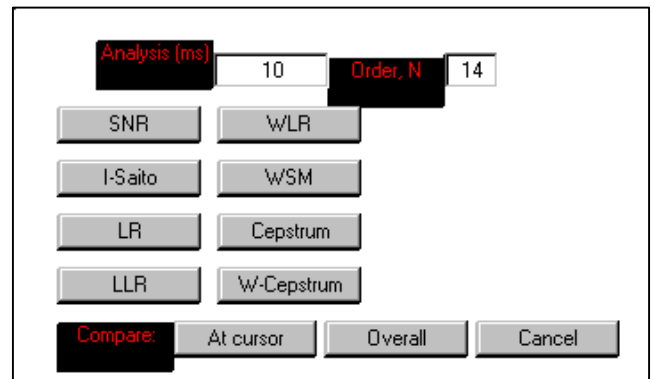 Analysis (ms) 10 Order, N 14
SNR WLR
I-Saito WSM
LR Cepstrum
LLR W-Cepstrum
Compare: At cursor Overall Cancel